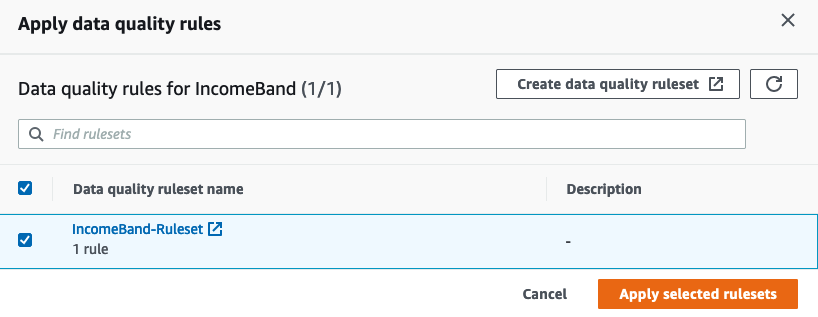 Apply data quality rules
Data quality rules for IncomeBand (1/1)
Create data quality ruleset
Find rulesets
Data quality ruleset name
Description
IncomeBand-Ruleset
1 rule
-
Cancel
Apply selected rulesets